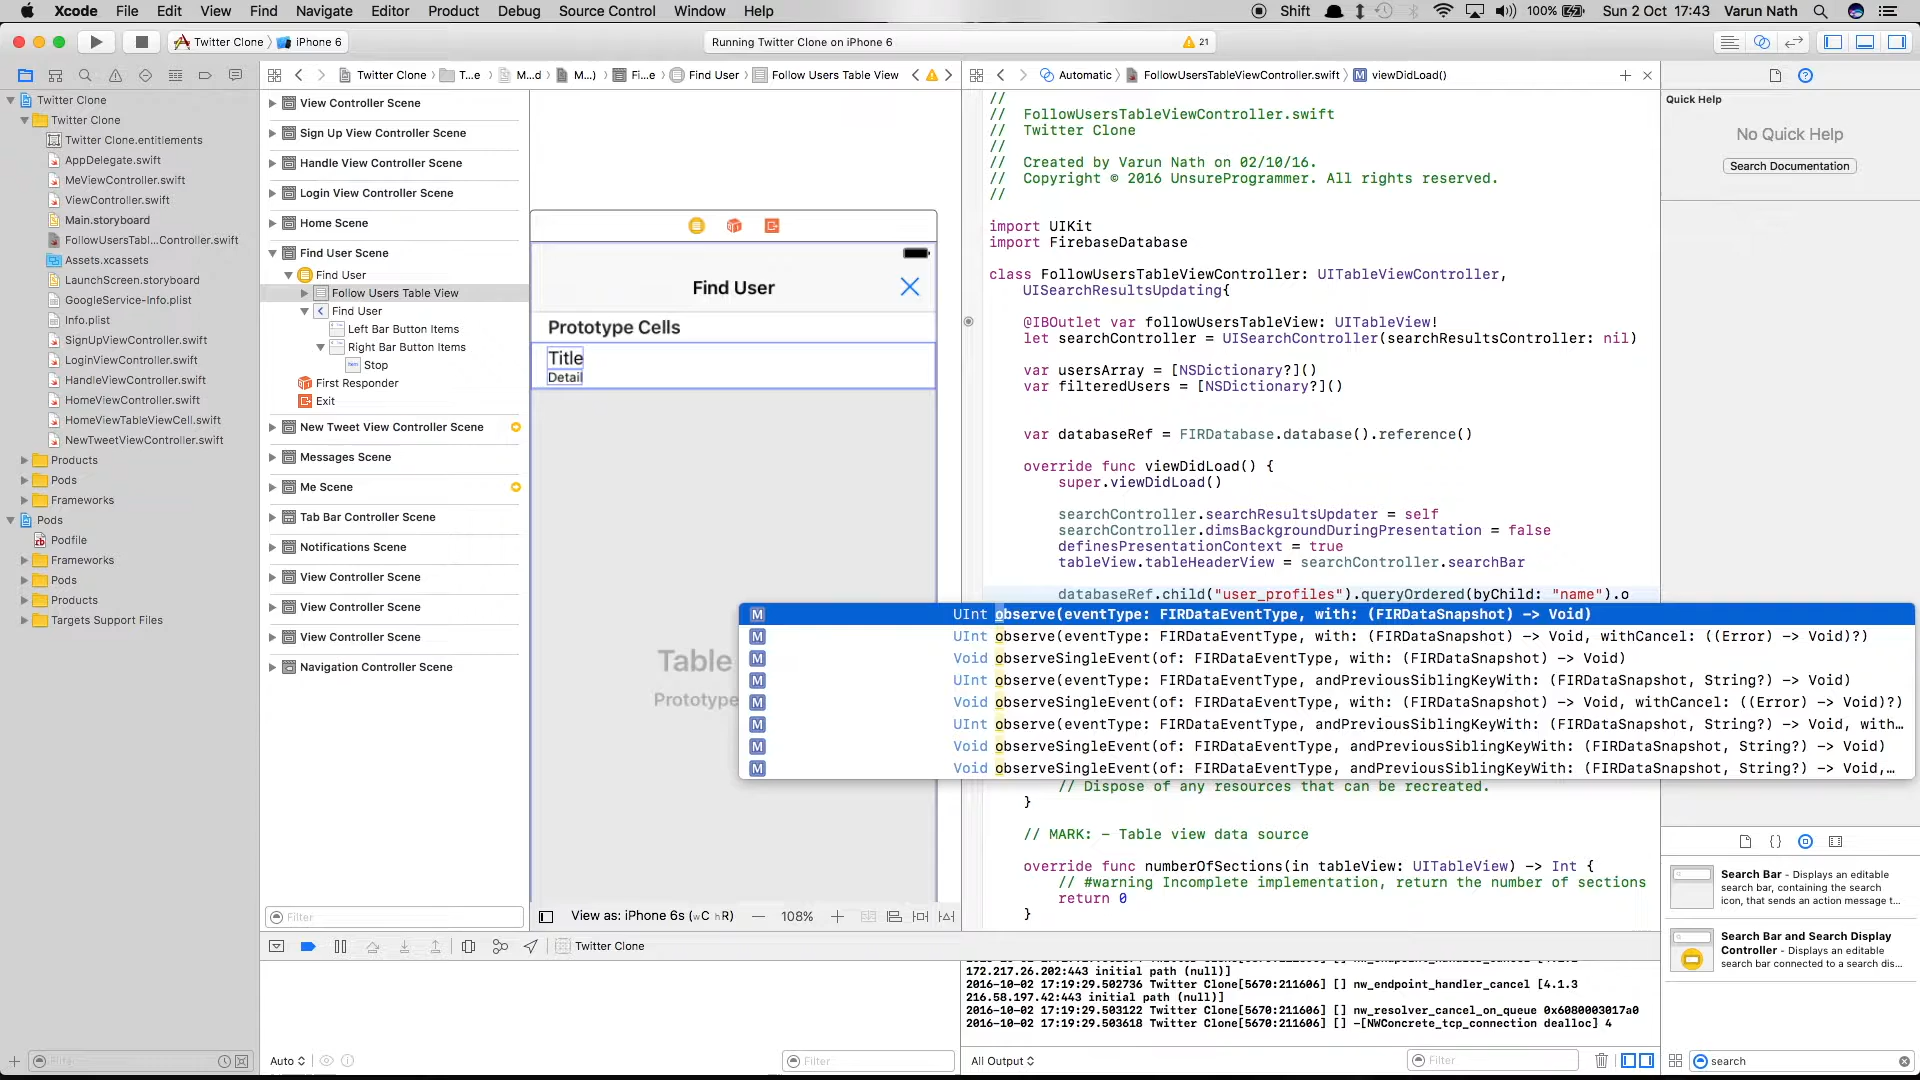 Xcode File Edit View Find Navigate Editor Product Debug Source Control Window Help
Shift 100% Sun 2 Oct 17:43 Varun Nath
Twitter Clone iPhone 6
Running Twitter Clone on iPhone 6
21
Twitter Clone T...e M...d M...) Fi...e Find User Follow Users Table View
Automatic FollowUsersTableViewController.swift viewDidLoad()
Twitter Clone
Twitter Clone
Twitter Clone.entitlements
AppDelegate.swift
MeViewController.swift
ViewController.swift
Main.storyboard
FollowUsersTabl...Controller.swift
Assets.xcassets
LaunchScreen.storyboard
GoogleService-Info.plist
Info.plist
SignUpViewController.swift
LoginViewController.swift
HandleViewController.swift
HomeViewController.swift
HomeViewTableViewCell.swift
NewTweetViewController.swift
Products
Pods
Frameworks
Pods
Podfile
Frameworks
Pods
Products
Targets Support Files
Filter
View Controller Scene
Sign Up View Controller Scene
Handle View Controller Scene
Login View Controller Scene
Home Scene
Find User Scene
Find User
Follow Users Table View
Find User
Left Bar Button Items
Right Bar Button Items
Stop
First Responder
Exit
New Tweet View Controller Scene
Messages Scene
Me Scene
Tab Bar Controller Scene
Notifications Scene
View Controller Scene
View Controller Scene
View Controller Scene
Navigation Controller Scene
Filter
Find User
Prototype Cells
Title
Detail
Table
Prototype
View as: iPhone 6s (wC hR) — 108% +
//
// FollowUsersTableViewController.swift
// Twitter Clone
//
// Created by Varun Nath on 02/10/16.
// Copyright © 2016 UnsureProgrammer. All rights reserved.
//
import UIKit
import FirebaseDatabase
class FollowUsersTableViewController: UITableViewController,
UISearchResultsUpdating{
@IBOutlet var followUsersTableView: UITableView!
let searchController = UISearchController(searchResultsController: nil)
var usersArray = [NSDictionary?]()
var filteredUsers = [NSDictionary?]()
var databaseRef = FIRDatabase.database().reference()
override func viewDidLoad() {
super.viewDidLoad()
searchController.searchResultsUpdater = self
searchController.dimsBackgroundDuringPresentation = false
definesPresentationContext = true
tableView.tableHeaderView = searchController.searchBar
databaseRef.child("user_profiles").queryOrdered(byChild: "name").o
M UInt observe(eventType: FIRDataEventType, with: (FIRDataSnapshot) -> Void)
M UInt observe(eventType: FIRDataEventType, with: (FIRDataSnapshot) -> Void, withCancel: ((Error) -> Void)?)
M Void observeSingleEvent(of: FIRDataEventType, with: (FIRDataSnapshot) -> Void)
M UInt observe(eventType: FIRDataEventType, andPreviousSiblingKeyWith: (FIRDataSnapshot, String?) -> Void)
M Void observeSingleEvent(of: FIRDataEventType, with: (FIRDataSnapshot) -> Void, withCancel: ((Error) -> Void)?)
M UInt observe(eventType: FIRDataEventType, andPreviousSiblingKeyWith: (FIRDataSnapshot, String?) -> Void, with...
M Void observeSingleEvent(of: FIRDataEventType, andPreviousSiblingKeyWith: (FIRDataSnapshot, String?) -> Void)
M Void observeSingleEvent(of: FIRDataEventType, andPreviousSiblingKeyWith: (FIRDataSnapshot, String?) -> Void,...
// Dispose of any resources that can be recreated.
}
// MARK: - Table view data source
override func numberOfSections(in tableView: UITableView) -> Int {
// #warning Incomplete implementation, return the number of sections
return 0
}
Quick Help
No Quick Help
Search Documentation
Search Bar - Displays an editable
search bar, containing the search
icon, that sends an action message t...
Search Bar and Search Display
Controller - Displays an editable
search bar connected to a search dis...
search
Twitter Clone
172.217.26.202:443 initial path (null)]
2016-10-02 17:19:29.502736 Twitter Clone[5670:211606] [] nw_endpoint_handler_cancel [4.1.3
216.58.197.42:443 initial path (null)]
2016-10-02 17:19:29.503122 Twitter Clone[5670:211606] [] nw_resolver_cancel_on_queue 0x6080003017a0
2016-10-02 17:19:29.503618 Twitter Clone[5670:211606] [] -[NWConcrete_tcp_connection dealloc] 4
Auto
Filter
All Output
Filter